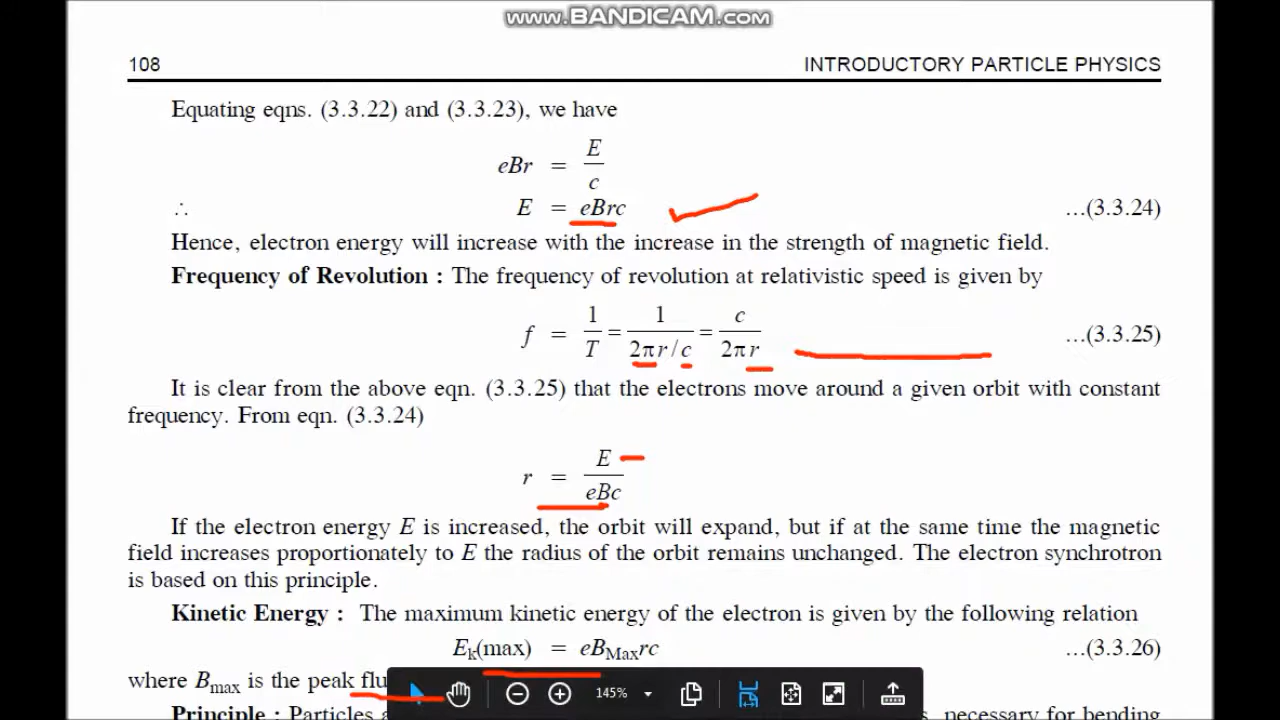 www.BANDICAM.com
108 INTRODUCTORY PARTICLE PHYSICS
Equating eqns. (3.3.22) and (3.3.23), we have
eBr = E/c
∴ E = eBrc ...(3.3.24)
Hence, electron energy will increase with the increase in the strength of magnetic field.
Frequency of Revolution : The frequency of revolution at relativistic speed is given by
f = 1/T = 1/(2πr/c) = c/2πr ...(3.3.25)
It is clear from the above eqn. (3.3.25) that the electrons move around a given orbit with constant
frequency. From eqn. (3.3.24)
r = E/eBc
If the electron energy E is increased, the orbit will expand, but if at the same time the magnetic
field increases proportionately to E the radius of the orbit remains unchanged. The electron synchrotron
is based on this principle.
Kinetic Energy : The maximum kinetic energy of the electron is given by the following relation
Ek(max) = eBMaxrc ...(3.3.26)
where Bmax is the peak
145%
Principle : Particles necessary for bending